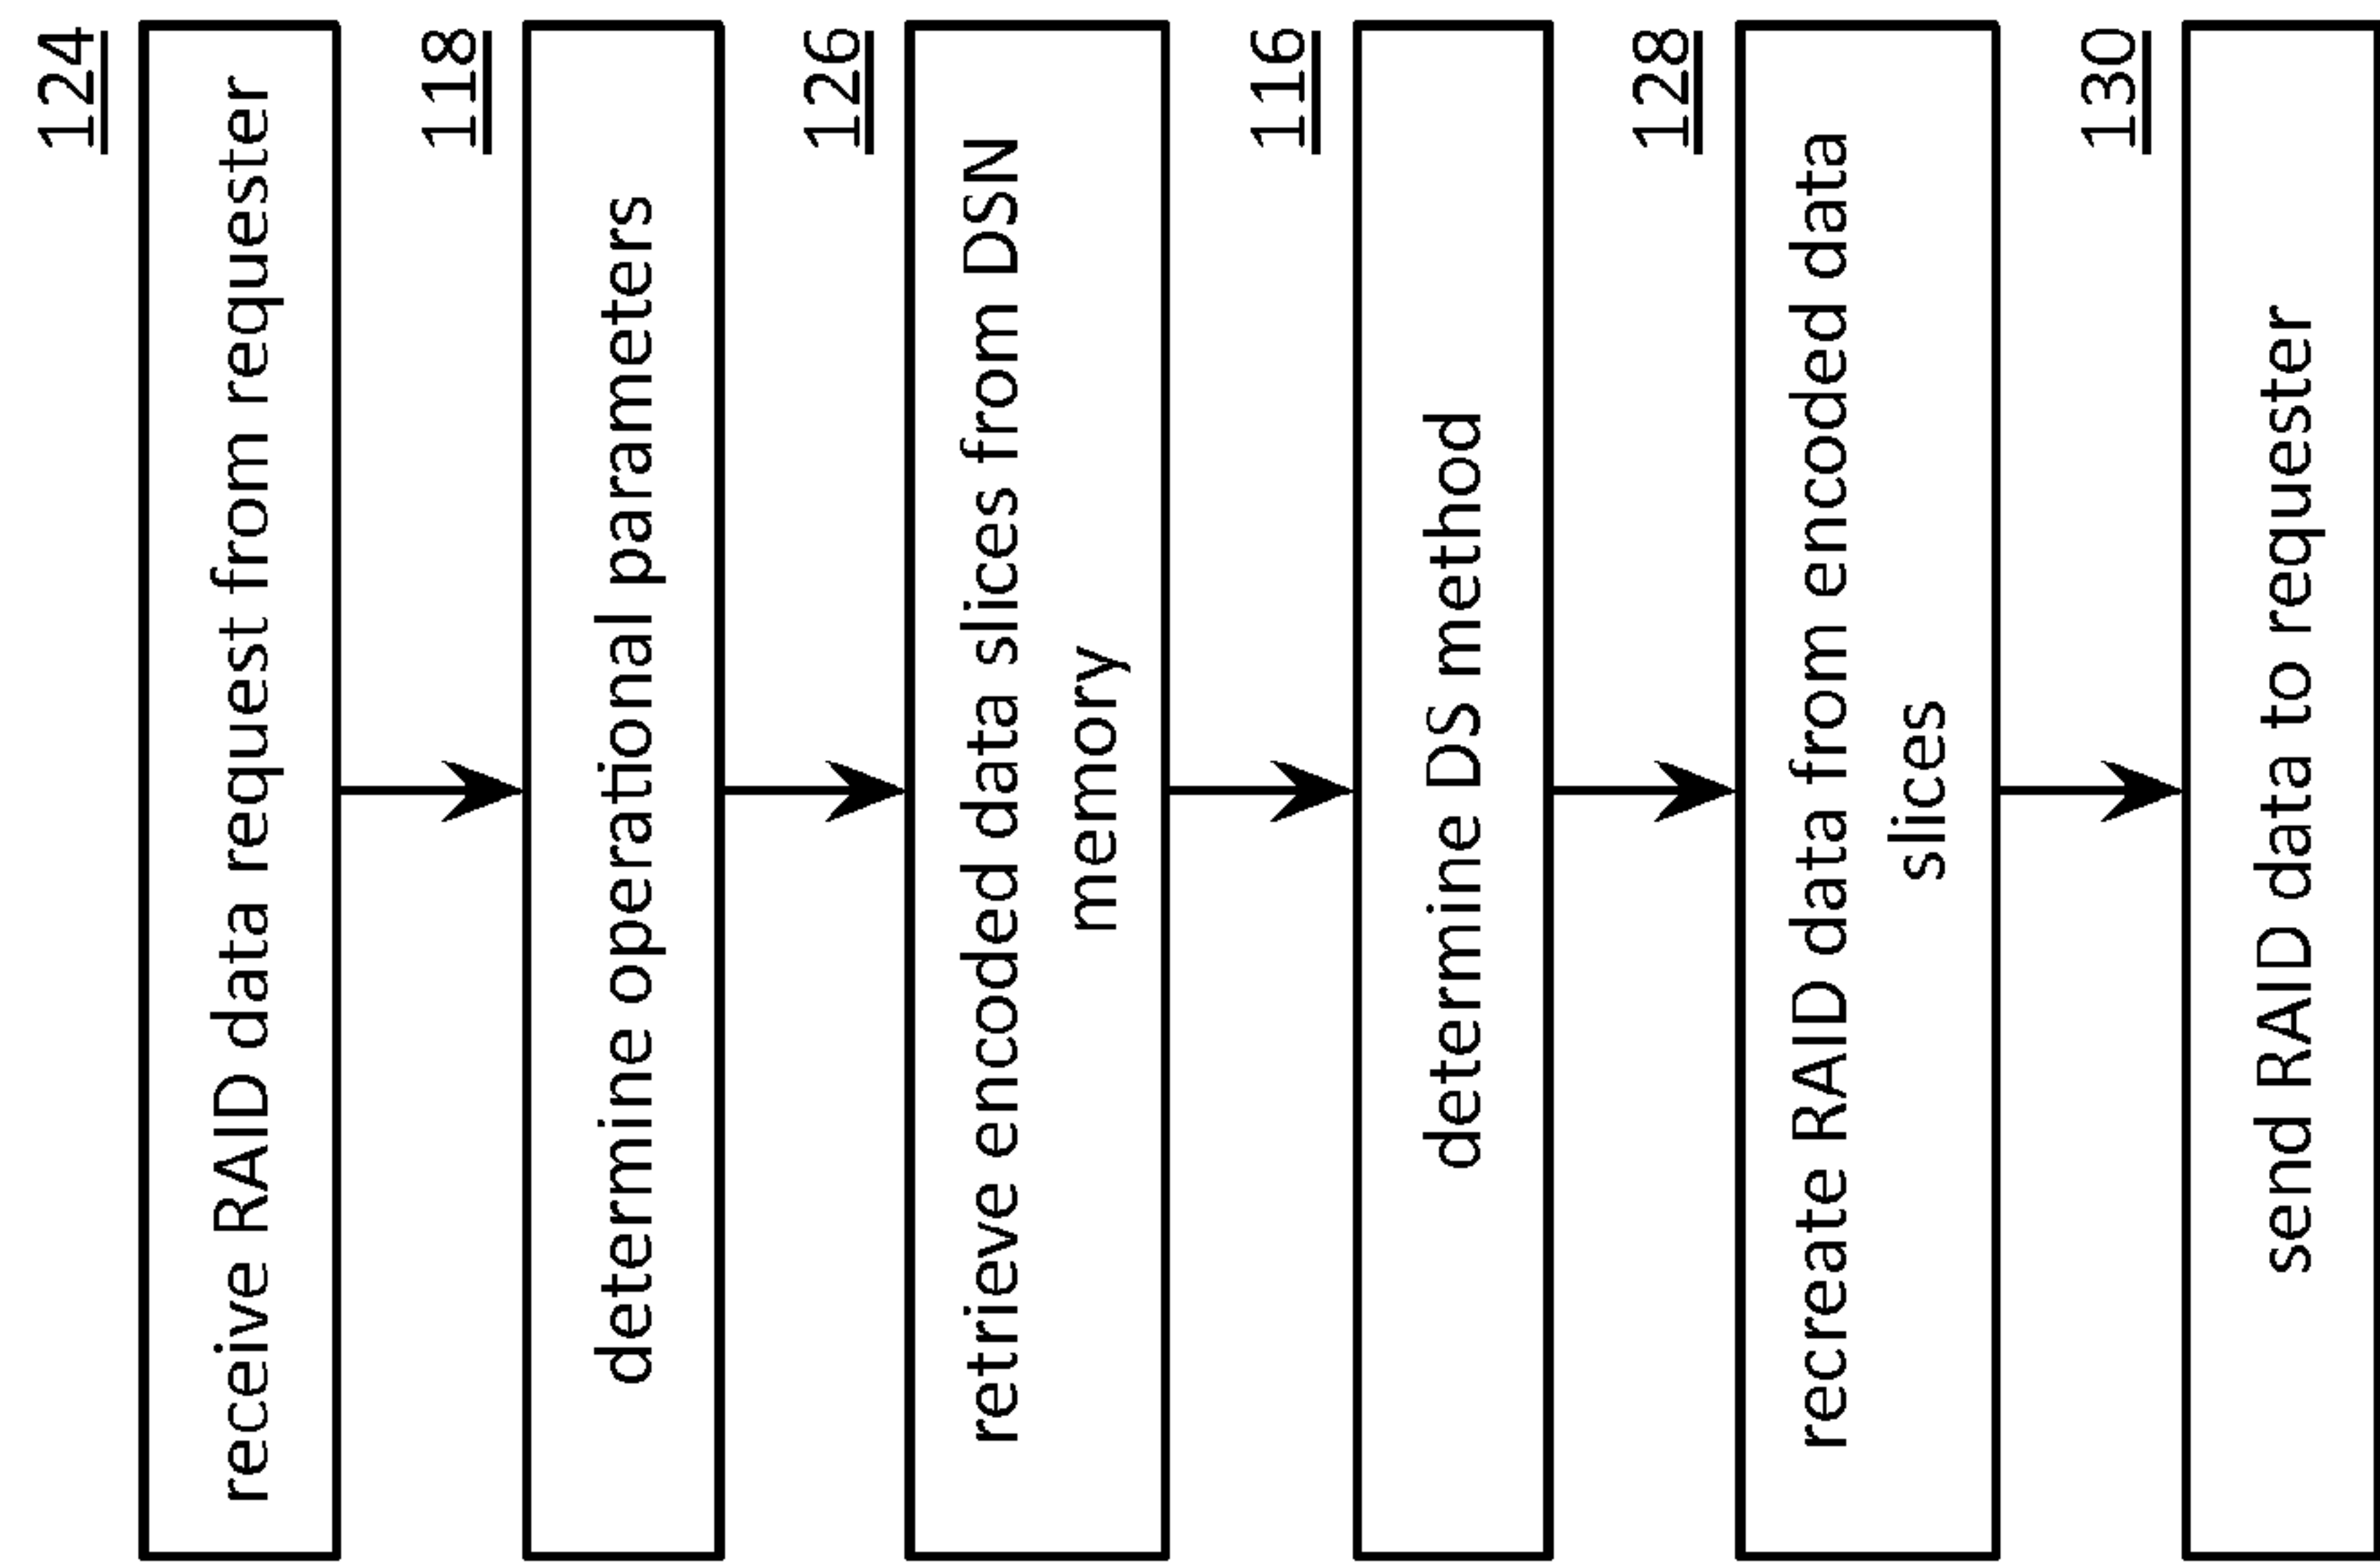 124
receive RAID data request from requester
118
determine operational parameters
126
retrieve encoded data slices from DSN
memory
116
determine DS method
128
recreate RAID data from encoded data
slices
130
send RAID data to requester